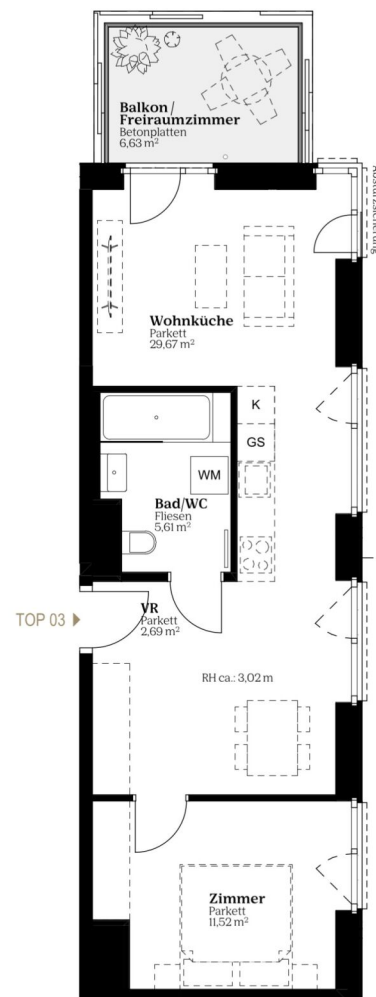 Balkon/
Freiraumzimmer
Betonplatten
6,63 m²
Absturzsicherung
Wohnküche
Parkett
29,67 m²
K
GS
WM
Bad/WC
Fliesen
5,61 m²
VR
Parkett
2,69 m²
TOP 03
RH ca.: 3,02 m
Zimmer
Parkett
11,52 m²